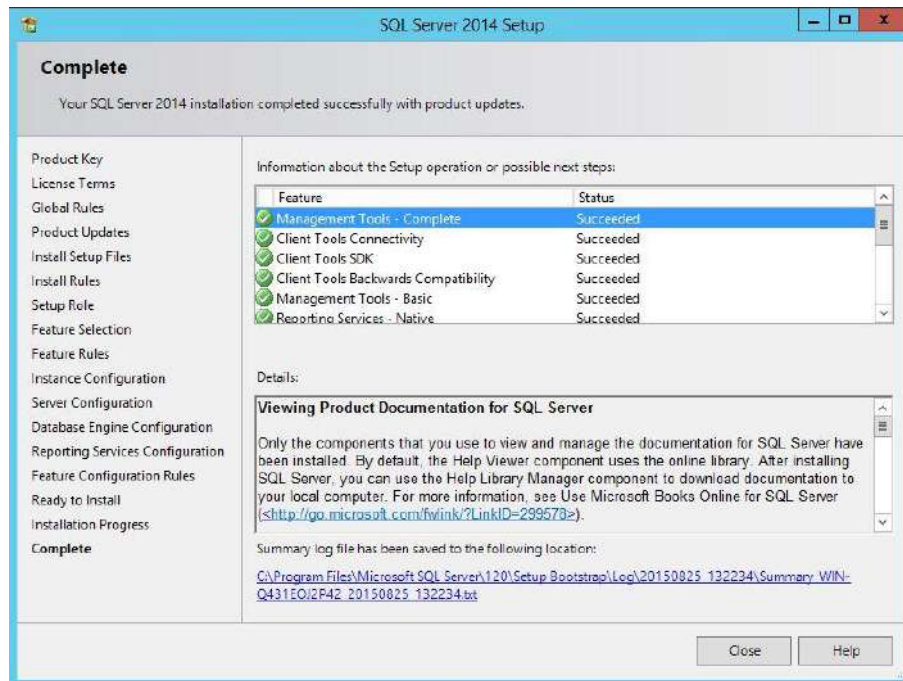 SQL Server 2014 Setup
Complete
Your SQL Server 2014 installation completed successfully with product updates.
Product Key
License Terms
Global Rules
Product Updates
Install Setup Files
Install Rules
Setup Role
Feature Selection
Feature Rules
Instance Configuration
Server Configuration
Database Engine Configuration
Reporting Services Configuration
Feature Configuration Rules
Ready to Install
Installation Progress
Complete
Information about the Setup operation or possible next steps:
Feature Status
Management Tools - Complete Succeeded
Client Tools Connectivity Succeeded
Client Tools SDK Succeeded
Client Tools Backwards Compatibility Succeeded
Management Tools - Basic Succeeded
Reporting Services - Native Succeeded
Details:
Viewing Product Documentation for SQL Server
Only the components that you use to view and manage the documentation for SQL Server have
been installed. By default, the Help Viewer component uses the online library. After installing
SQL Server, you can use the Help Library Manager component to download documentation to
your local computer. For more information, see Use Microsoft Books Online for SQL Server
(<http://go.microsoft.com/fwlink/?LinkID=299578>).
Summary log file has been saved to the following location:
C:\Program Files\Microsoft SQL Server\120\Setup Bootstrap\Log\20150825_132234\Summary_WIN-
Q431EOJ2P42_20150825_132234.txt
Close Help